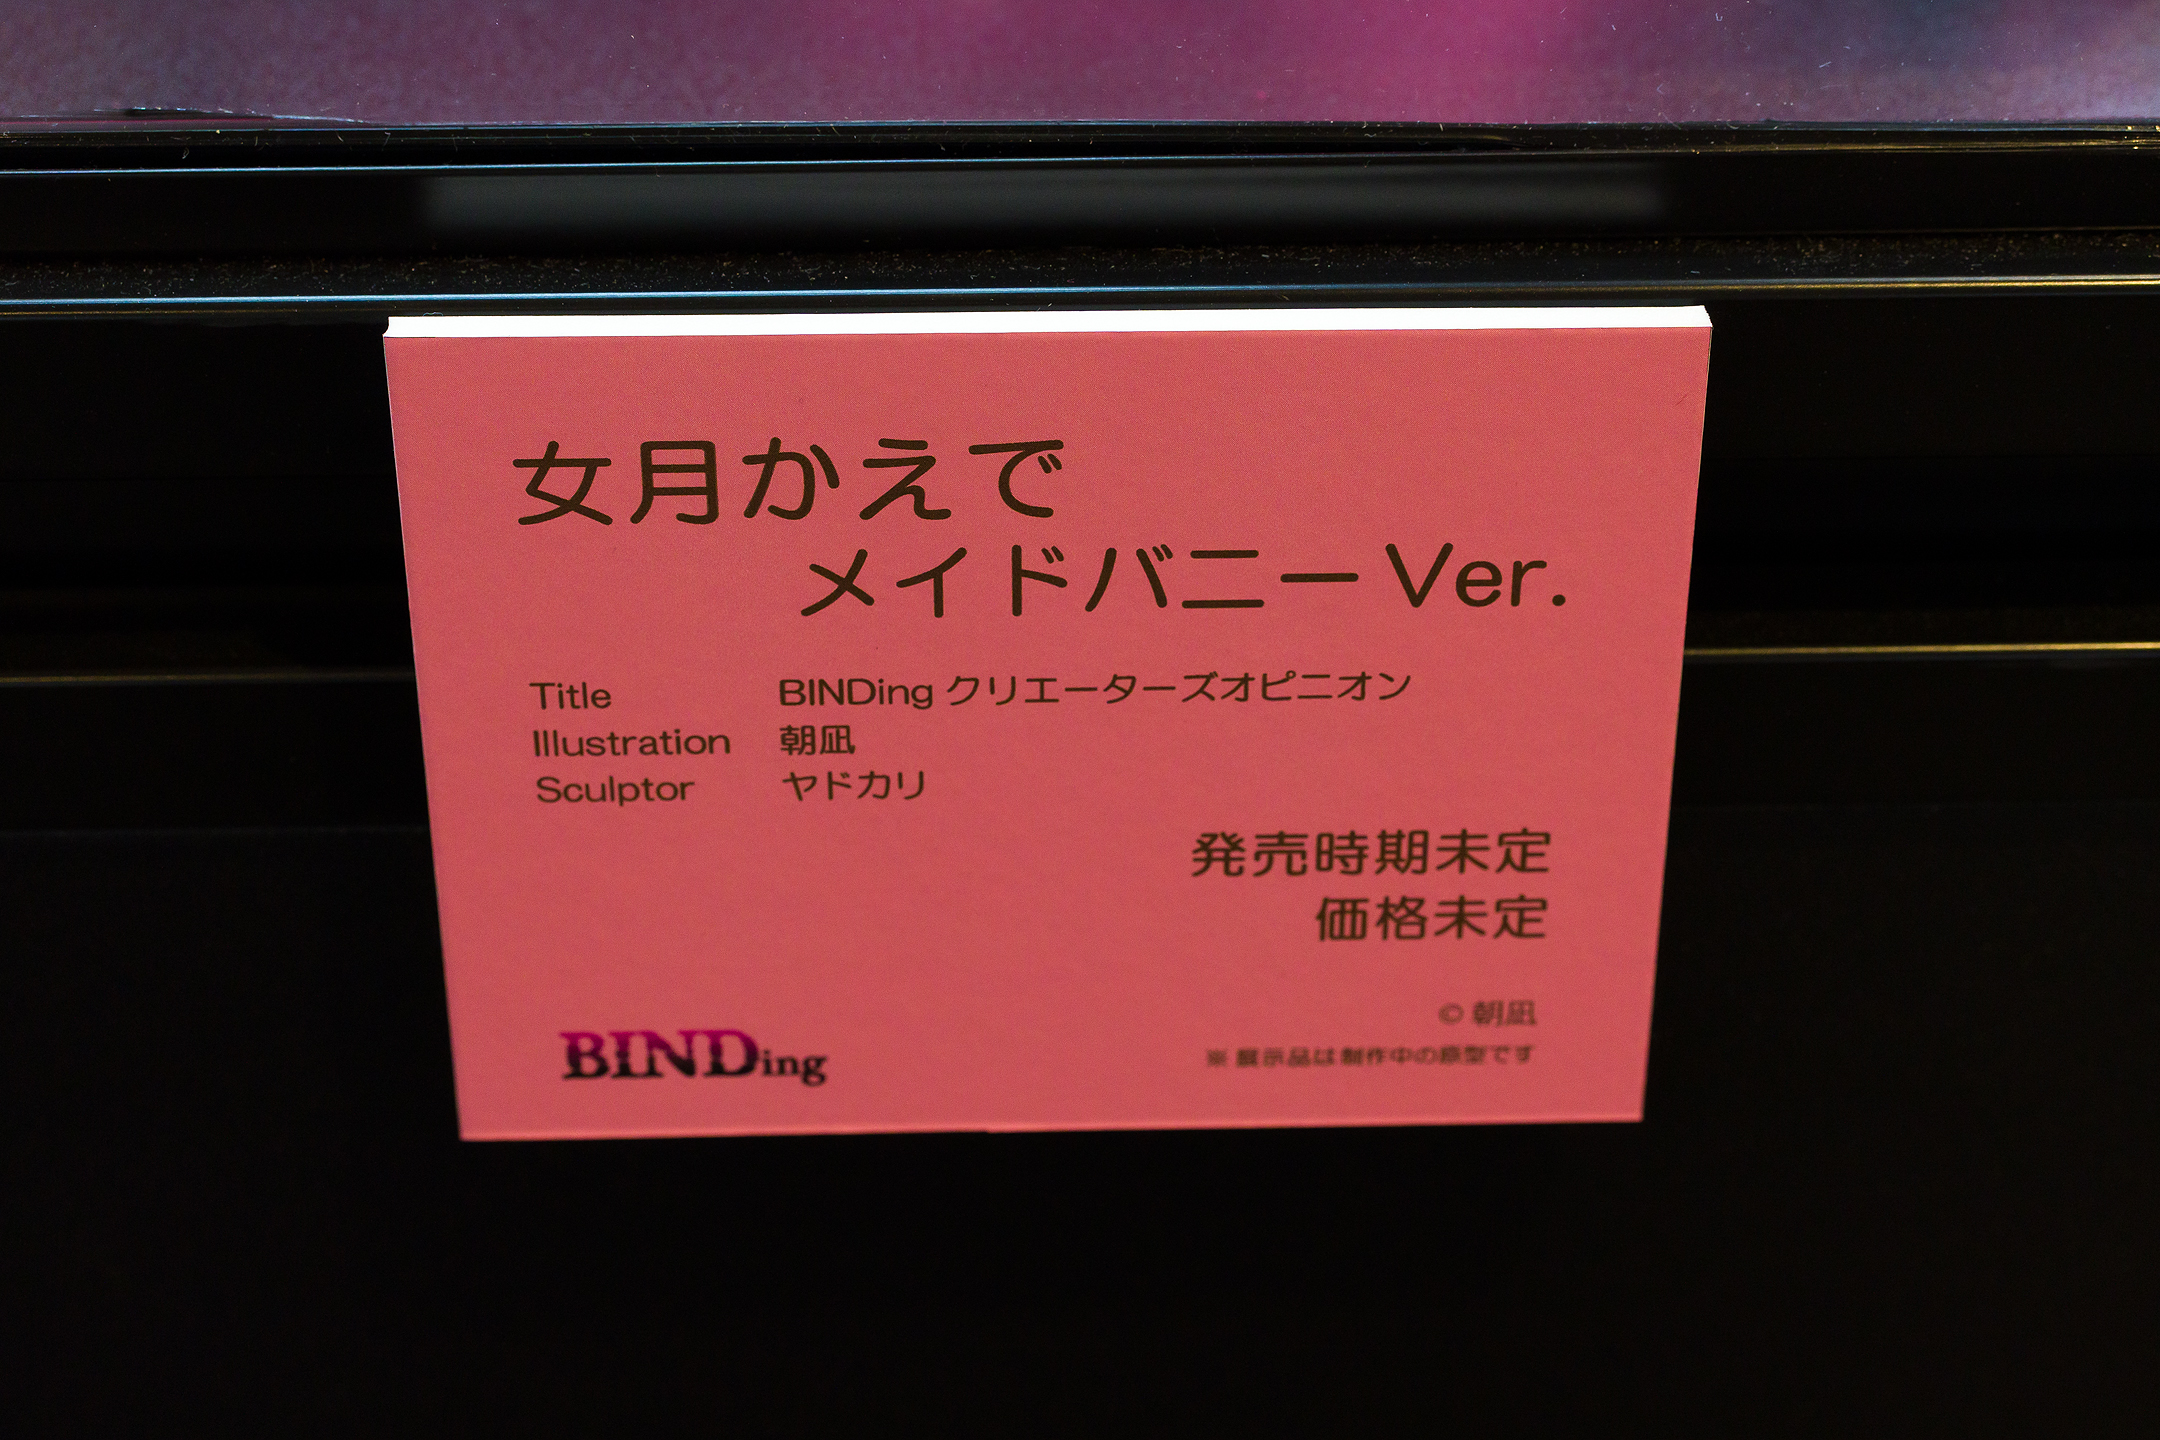 女月かえで
メイドバニー Ver.
Title BINDing クリエーターズオピニオン
Illustration 朝凪
Sculptor ヤドカリ
発売時期未定
価格未定
© 朝凪
※ 展示品は制作中の原型です
BINDing